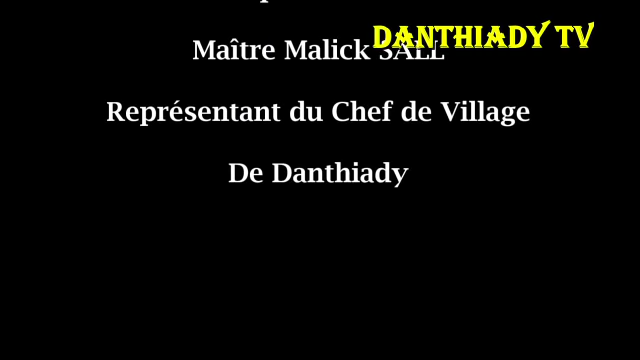 DANTHIADY TV
Maître Malick SALL
Représentant du Chef de Village
De Danthiady